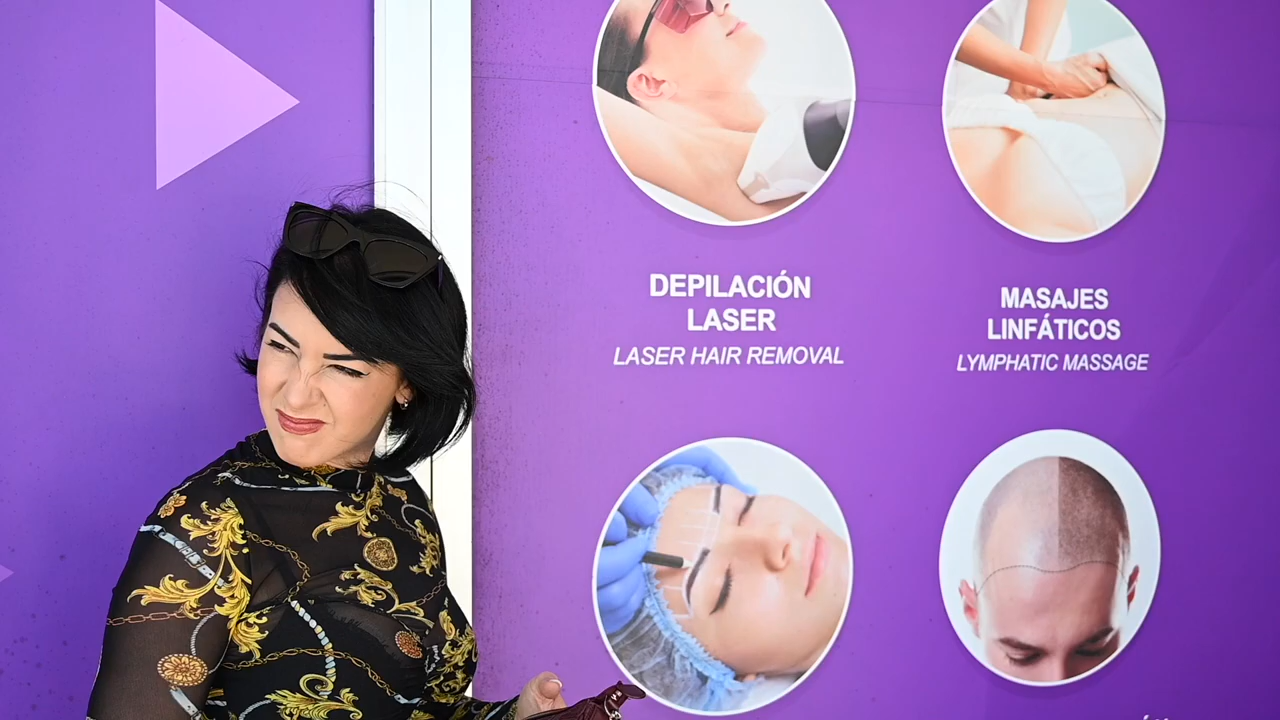 DEPILACIÓN
LASER
LASER HAIR REMOVAL
MASAJES
LINFÁTICOS
LYMPHATIC MASSAGE